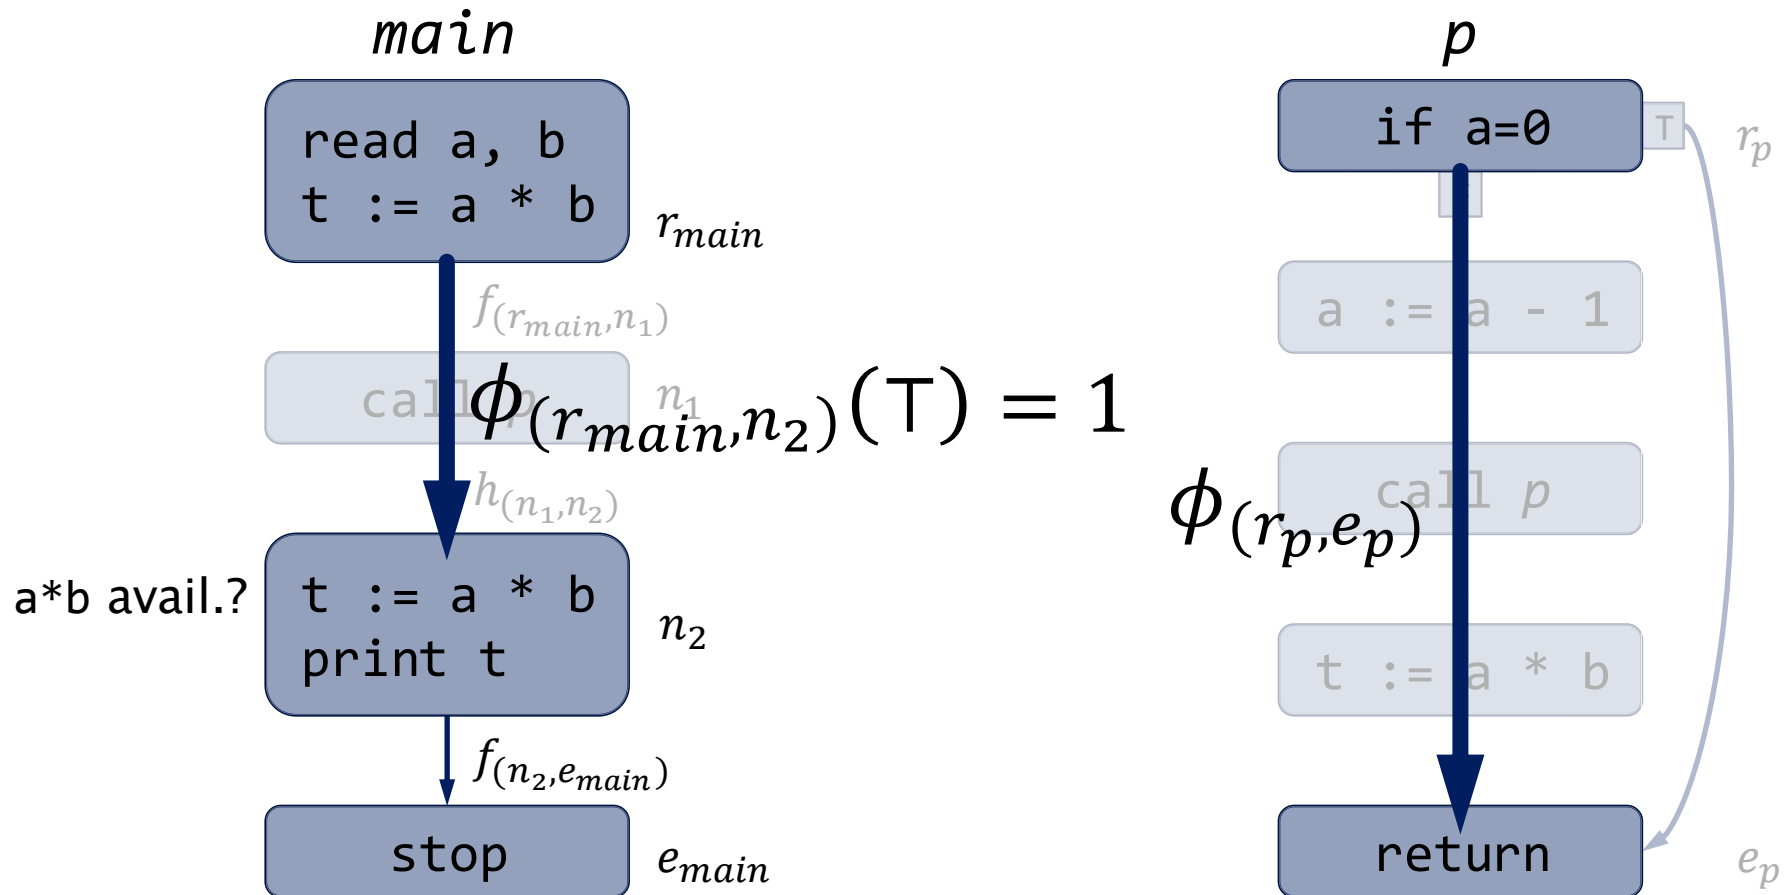 main
read a, b
t := a * b
r_main
f_(r_main,n_1)
call p
n_1
ϕ_(r_main,n_2)(⊤) = 1
h_(n_1,n_2)
a*b avail.?
t := a * b
print t
n_2
f_(n_2,e_main)
stop
e_main
p
if a=0
T
r_p
a := a - 1
call p
ϕ_(r_p,e_p)
t := a * b
return
e_p